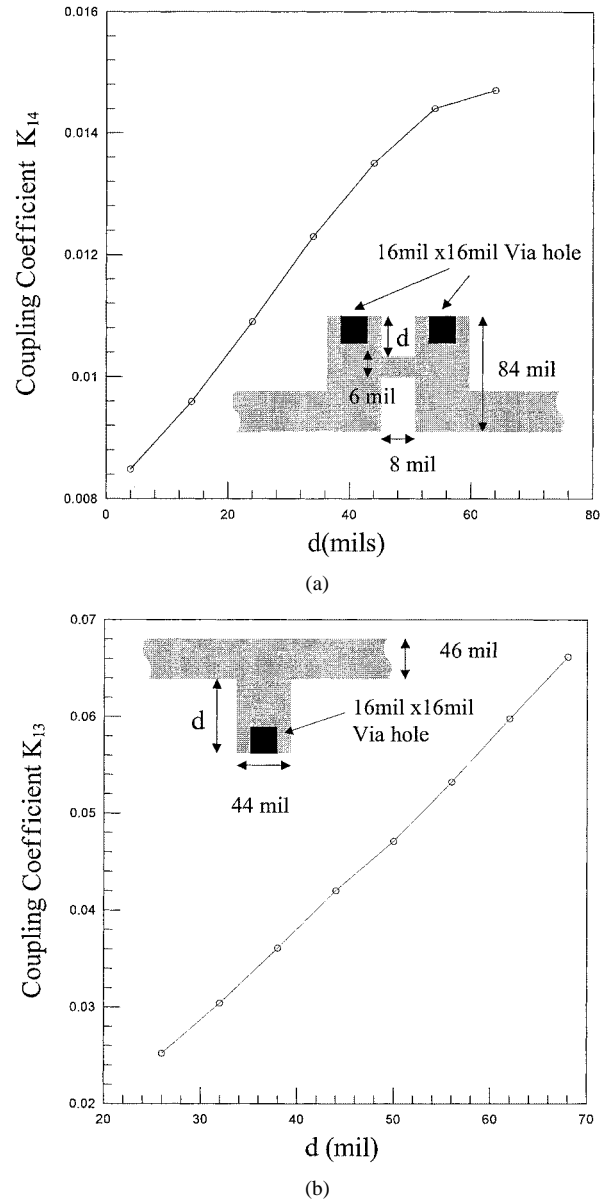 0.016
0.014
0.012
0.01
0.008
Coupling Coefficient K14
16mil x16mil Via hole
d
84 mil
6 mil
8 mil
0
20
40
60
80
d(mils)
(a)
0.07
0.06
0.05
0.04
0.03
0.02
Coupling Coefficient K13
46 mil
d
16mil x16mil
Via hole
44 mil
20
30
40
50
60
70
d (mil)
(b)